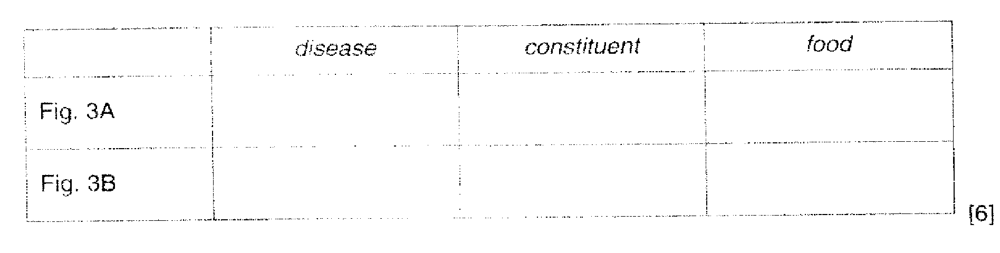 disease constituent food
Fig. 3A
Fig. 3B
[6]